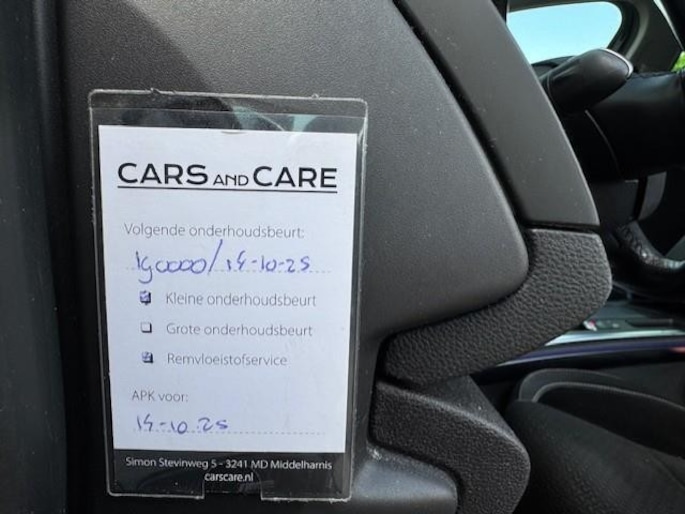 CARS AND CARE
Volgende onderhoudsbeurt:
190000/14-10-25
Kleine onderhoudsbeurt
Grote onderhoudsbeurt
Remvloeistofservice
APK voor:
14-10-25
Simon Stevinweg 5 - 3241 MD Middelharnis
carscare.nl